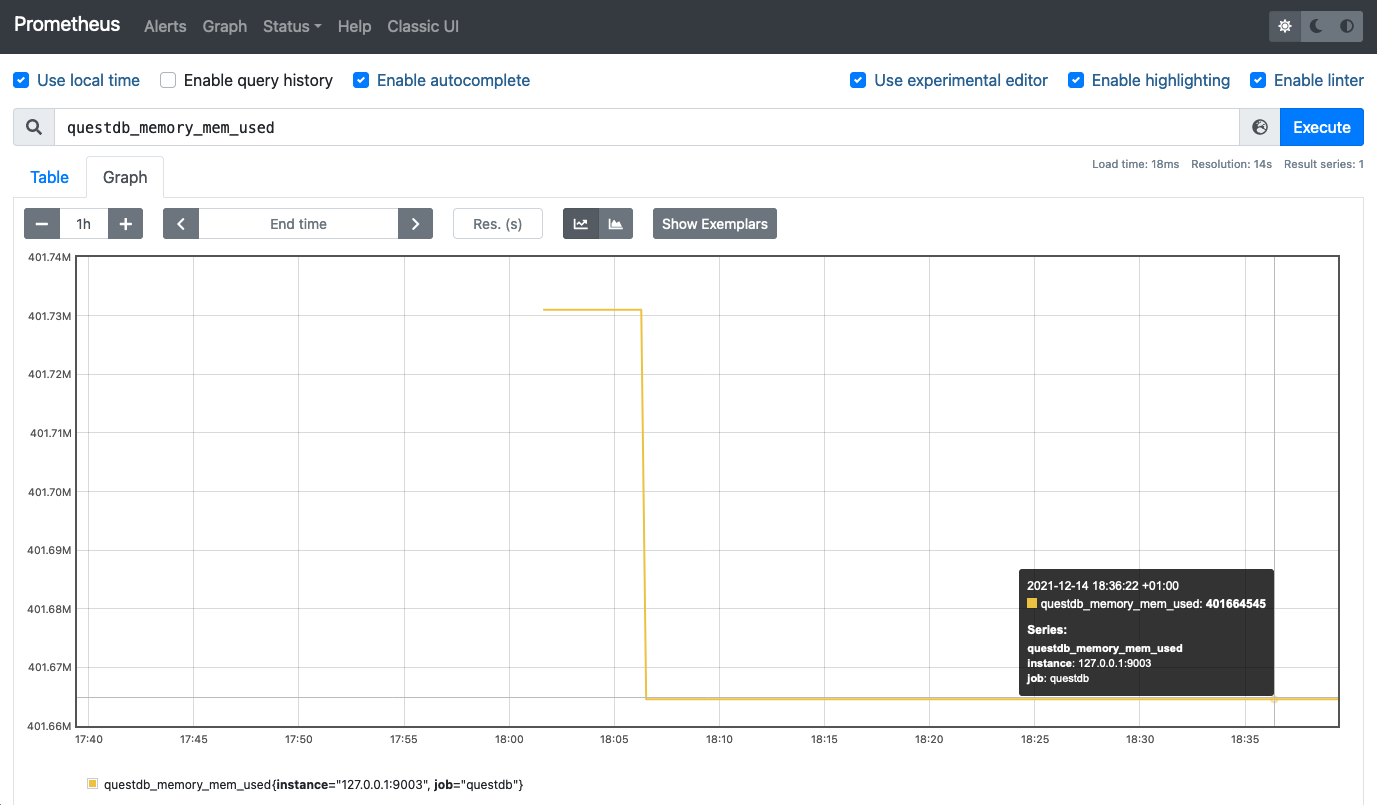 Prometheus Alerts Graph Status Help Classic UI
Use local time Enable query history Enable autocomplete Use experimental editor Enable highlighting Enable linter
questdb_memory_mem_used Execute
Load time: 18ms Resolution: 14s Result series: 1
Table Graph
1h End time Res. (s) Show Exemplars
401.74M
401.73M
401.72M
401.71M
401.70M
401.69M
401.68M
401.67M
401.66M
2021-12-14 18:36:22 +01:00
questdb_memory_mem_used: 401664545
Series:
questdb_memory_mem_used
instance: 127.0.0.1:9003
job: questdb
17:40 17:45 17:50 17:55 18:00 18:05 18:10 18:15 18:20 18:25 18:30 18:35
questdb_memory_mem_used{instance="127.0.0.1:9003", job="questdb"}